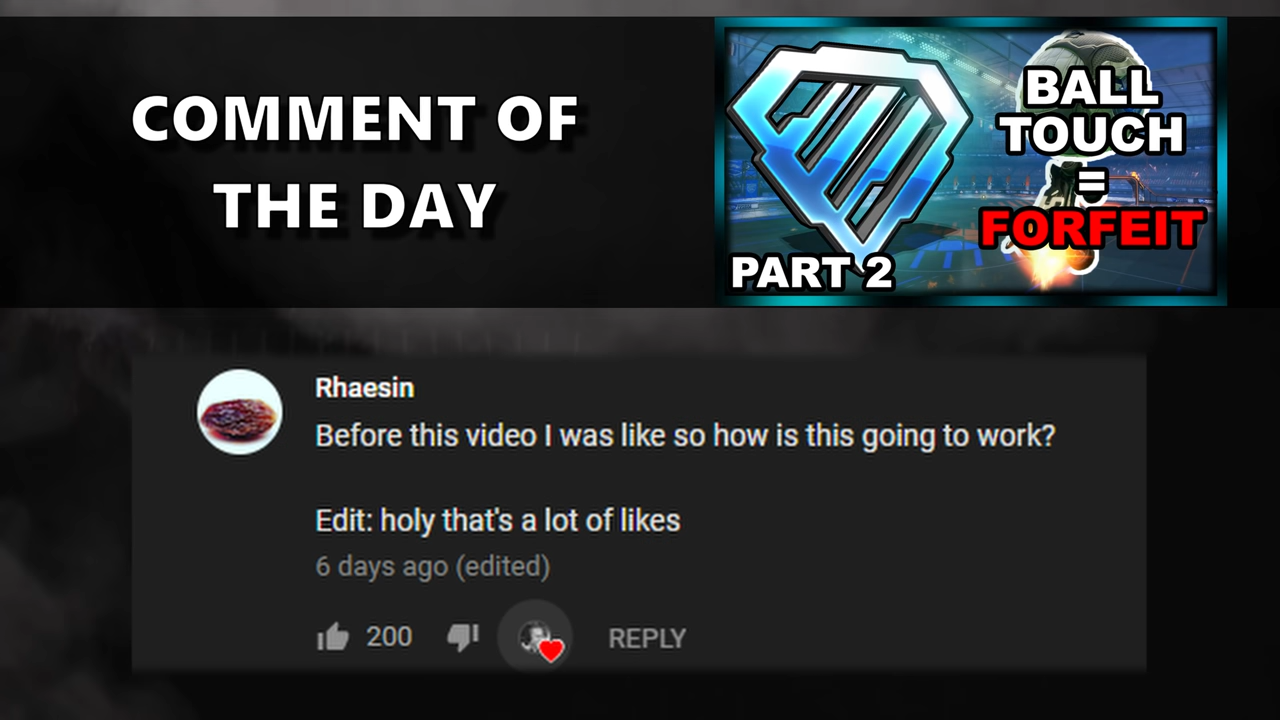 COMMENT OF
THE DAY
BALL
TOUCH
=
FORFEIT
PART 2
Rhaesin
Before this video I was like so how is this going to work?
Edit: holy that's a lot of likes
6 days ago (edited)
200
REPLY